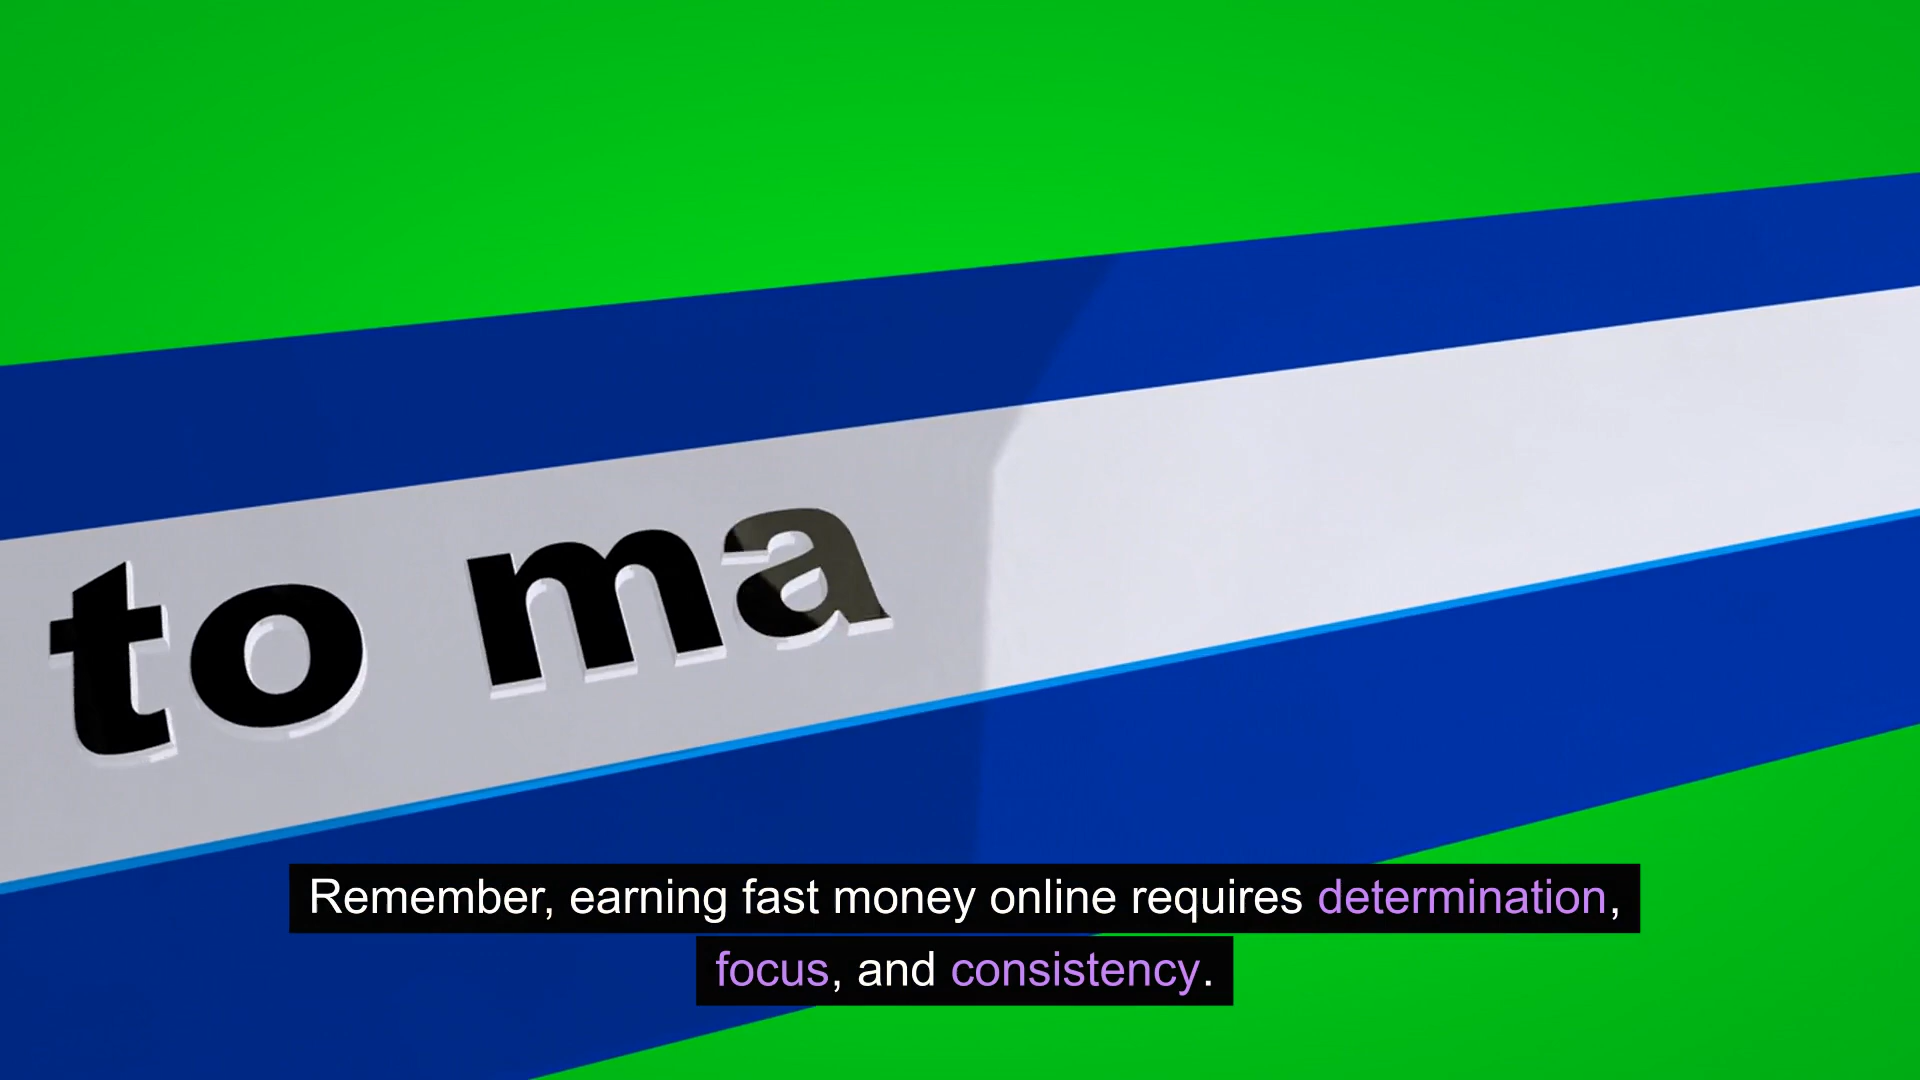 to ma
Remember, earning fast money online requires determination,
focus, and consistency.